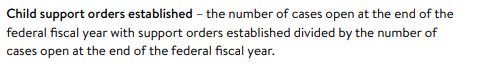 Child support orders established – the number of cases open at the end of the
federal fiscal year with support orders established divided by the number of
cases open at the end of the federal fiscal year.